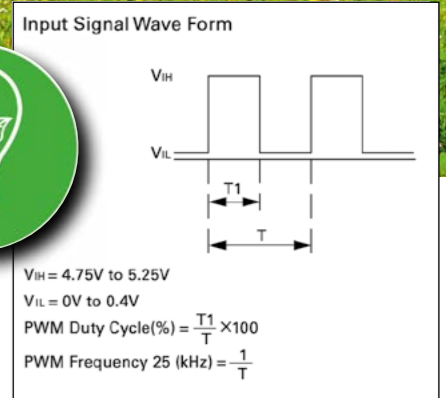 Input Signal Wave Form
VIH
VIL
T1
T
VIH = 4.75V to 5.25V
VIL = 0V to 0.4V
PWM Duty Cycle(%) = T1/T ×100
PWM Frequency 25 (kHz) = 1/T